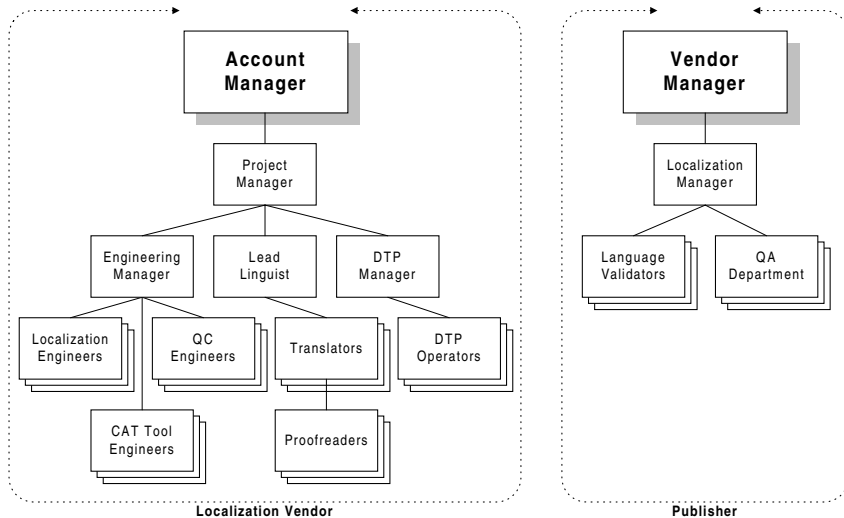 Account
Manager
Vendor
Manager
Project
Manager
Localization
Manager
Engineering
Manager
Lead
Linguist
DTP
Manager
Language
Validators
QA
Department
Localization
Engineers
QC
Engineers
Translators
DTP
Operators
CAT Tool
Engineers
Proofreaders
Localization Vendor
Publisher